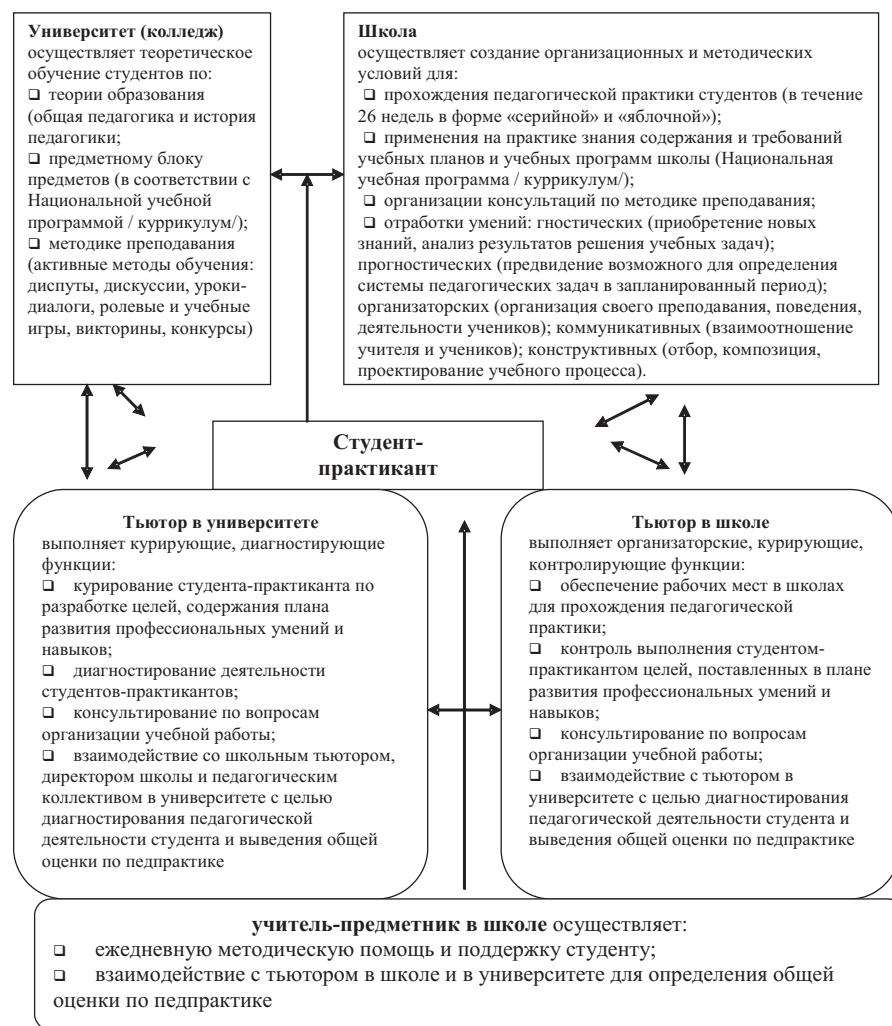 Университет (колледж)
осуществляет теоретическое
обучение студентов по:
❑ теории образования
(общая педагогика и история
педагогики;
❑ предметному блоку
предметов (в соответствии с
Национальной учебной
программой / куррикулум/);
❑ методике преподавания
(активные методы обучения:
диспуты, дискуссии, уроки-
диалоги, ролевые и учебные
игры, викторины, конкурсы)
Школа
осуществляет создание организационных и методических
условий для:
❑ прохождения педагогической практики студентов (в течение
26 недель в форме «серийной» и «яблочной»);
❑ применения на практике знания содержания и требований
учебных планов и учебных программ школы (Национальная
учебная программа / куррикулум/);
❑ организации консультаций по методике преподавания;
❑ отработки умений: гностических (приобретение новых
знаний, анализ результатов решения учебных задач);
прогностических (предвидение возможного для определения
системы педагогических задач в запланированный период);
организаторских (организация своего преподавания, поведения,
деятельности учеников); коммуникативных (взаимоотношение
учителя и учеников); конструктивных (отбор, композиция,
проектирование учебного процесса).
Студент-
практикант
Тьютор в университете
выполняет курирующие, диагностирующие
функции:
❑ курирование студента-практиканта по
разработке целей, содержания плана
развития профессиональных умений и
навыков;
❑ диагностирование деятельности
студентов-практикантов;
❑ консультирование по вопросам
организации учебной работы;
❑ взаимодействие со школьным тьютором,
директором школы и педагогическим
коллективом в университете с целью
диагностирования педагогической
деятельности студента и выведения общей
оценки по педпрактике
Тьютор в школе
выполняет организаторские, курирующие,
контролирующие функции:
❑ обеспечение рабочих мест в школах
для прохождения педагогической
практики;
❑ контроль выполнения студентом-
практикантом целей, поставленных в плане
развития профессиональных умений и
навыков;
❑ консультирование по вопросам
организации учебной работы;
❑ взаимодействие с тьютором в
университете с целью диагностирования
педагогической деятельности студента и
выведения общей оценки по педпрактике
учитель-предметник в школе осуществляет:
❑ ежедневную методическую помощь и поддержку студенту;
❑ взаимодействие с тьютором в школе и в университете для определения общей
оценки по педпрактике